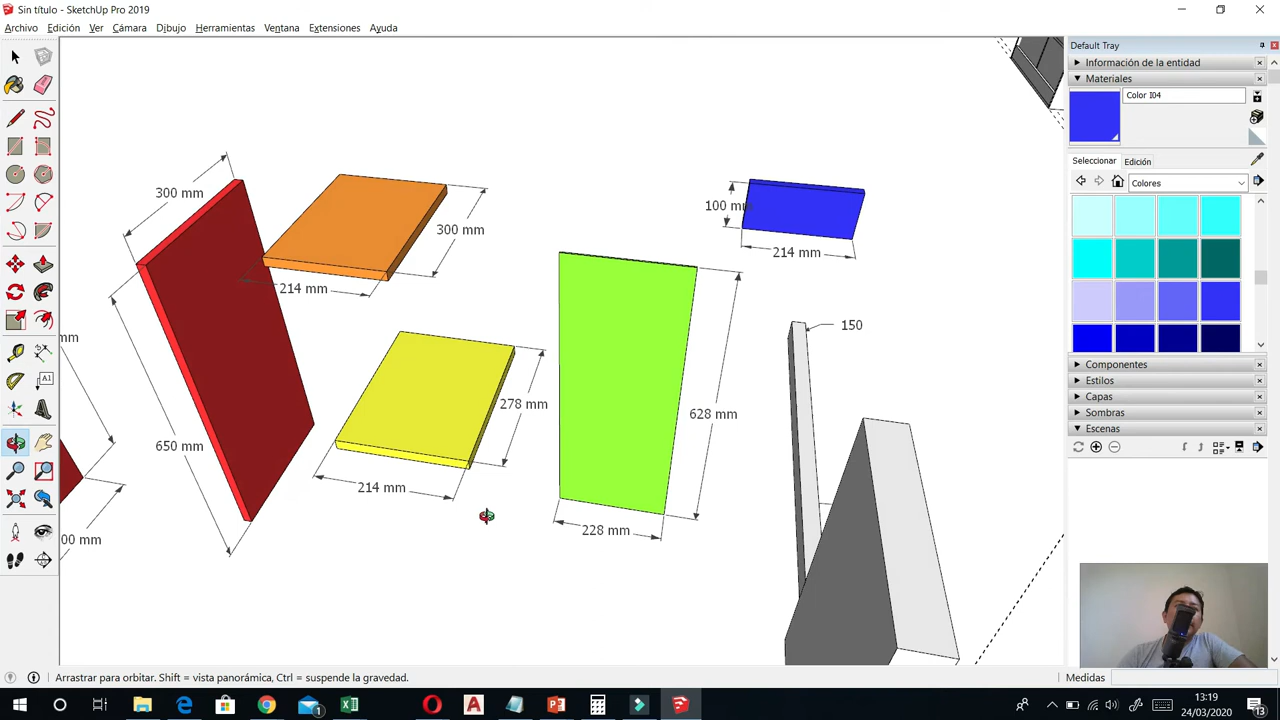 Sin título - SketchUp Pro 2019
Archivo Edición Ver Cámara Dibujo Herramientas Ventana Extensiones Ayuda
Default Tray
Información de la entidad
Materiales
Color I04
Seleccionar Edición
Colores
Componentes
Estilos
Capas
Sombras
Escenas
300 mm
300 mm
214 mm
100 m
214 mm
150
mm
278 mm
628 mm
650 mm
214 mm
228 mm
00 mm
A1
Arrastrar para orbitar. Shift = vista panorámica, Ctrl = suspende la gravedad.
Medidas
13:19
24/03/2020